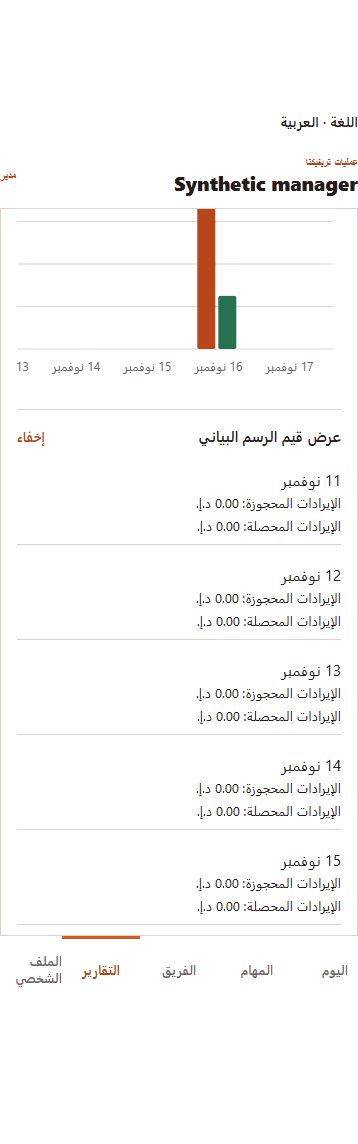 اللغة · العربية
عمليات تريفيكتا
Synthetic manager
مدير
13
14 نوفمبر
15 نوفمبر
16 نوفمبر
17 نوفمبر
عرض قيم الرسم البياني
إخفاء
11 نوفمبر
الإيرادات المحجوزة: 0.00 د.إ.
الإيرادات المحصلة: 0.00 د.إ.
12 نوفمبر
الإيرادات المحجوزة: 0.00 د.إ.
الإيرادات المحصلة: 0.00 د.إ.
13 نوفمبر
الإيرادات المحجوزة: 0.00 د.إ.
الإيرادات المحصلة: 0.00 د.إ.
14 نوفمبر
الإيرادات المحجوزة: 0.00 د.إ.
الإيرادات المحصلة: 0.00 د.إ.
15 نوفمبر
الإيرادات المحجوزة: 0.00 د.إ.
الإيرادات المحصلة: 0.00 د.إ.
اليوم
المهام
الفريق
التقارير
الملف
الشخصي